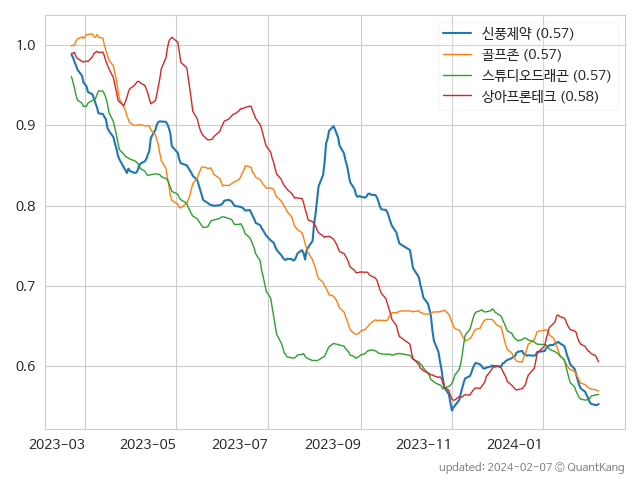 신풍제약 (0.57)
골프존 (0.57)
스튜디오드래곤 (0.57)
상아프론테크 (0.58)
1.0
0.9
0.8
0.7
0.6
2023-03 2023-05 2023-07 2023-09 2023-11 2024-01
updated: 2024-02-07 © QuantKang